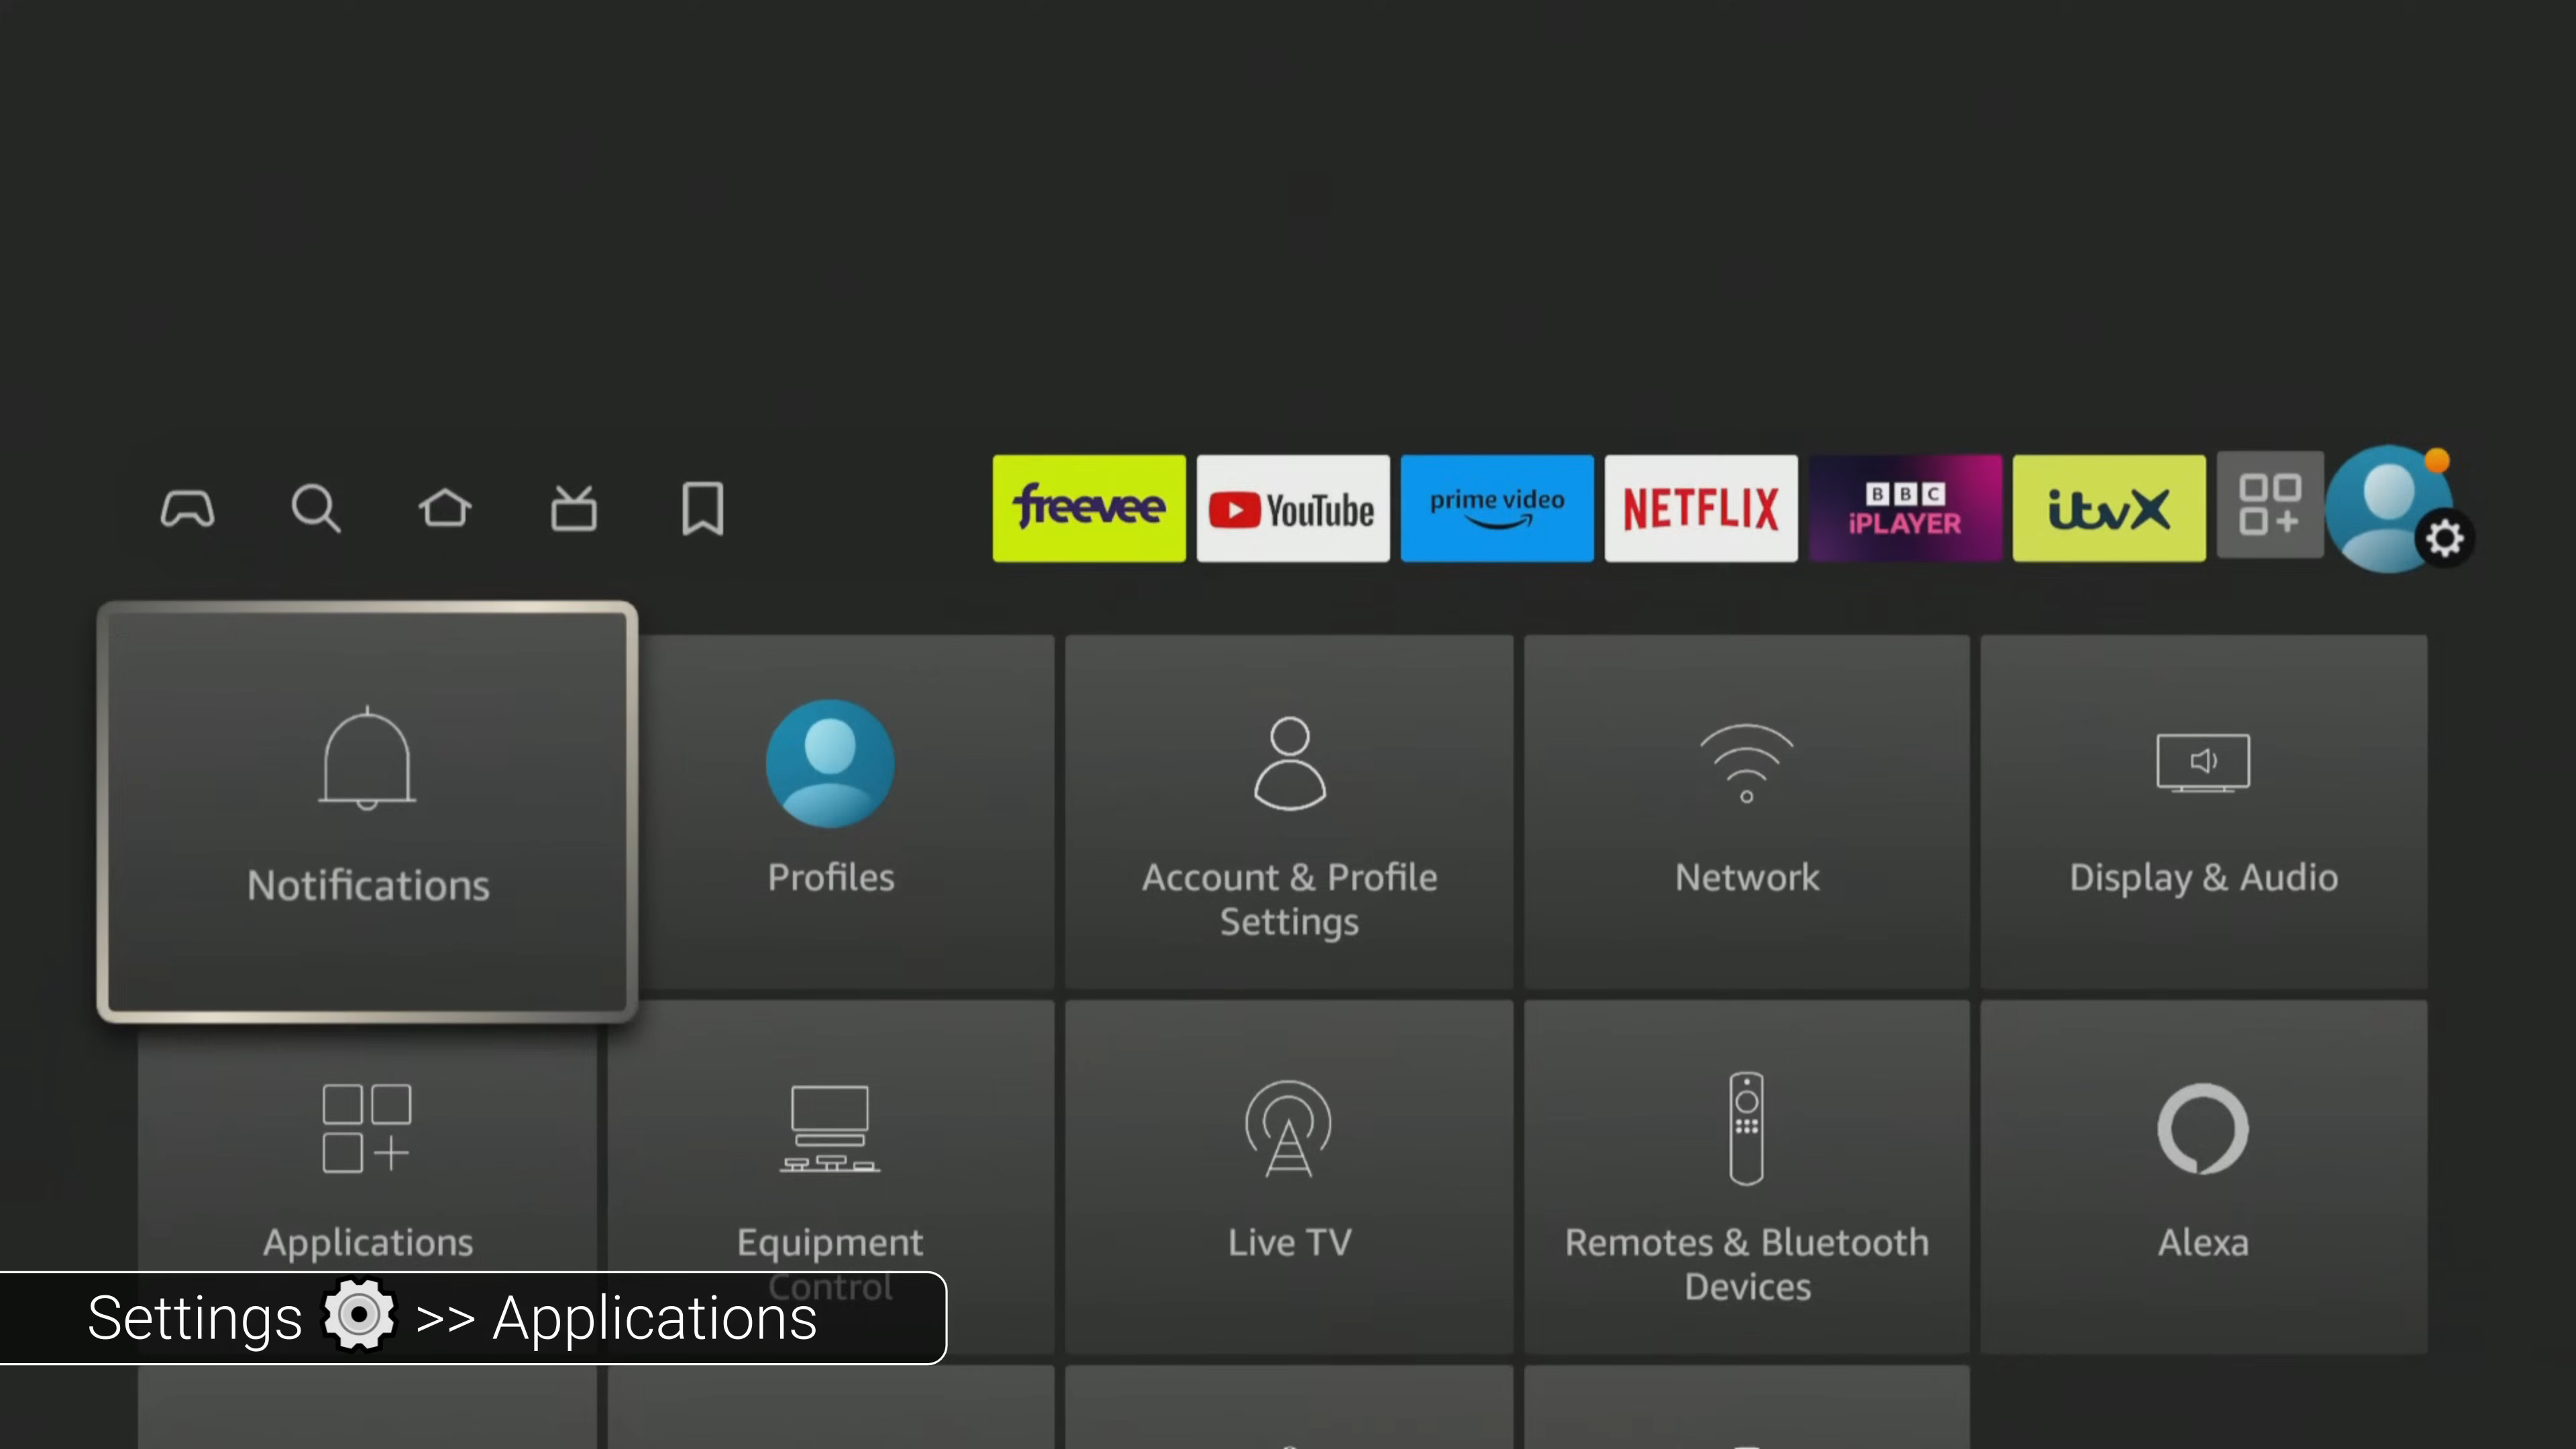 freevee
YouTube
prime video
NETFLIX
BBC
iPLAYER
itvX
Notifications
Profiles
Account & Profile
Settings
Network
Display & Audio
Applications
Equipment
Control
Live TV
Remotes & Bluetooth
Devices
Alexa
Settings >> Applications